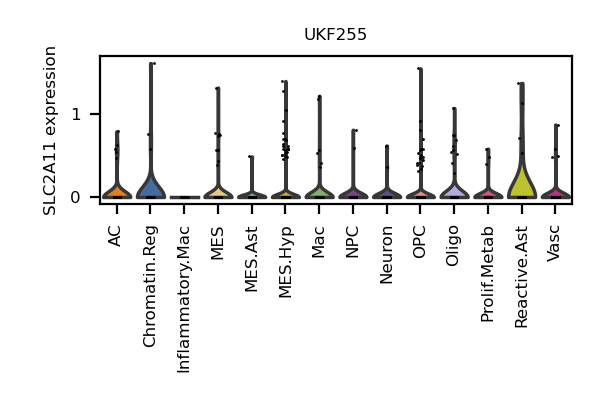 UKF255
SLC2A11 expression
1
0
AC
Chromatin.Reg
Inflammatory.Mac
MES
MES.Ast
MES.Hyp
Mac
NPC
Neuron
OPC
Oligo
Prolif.Metab
Reactive.Ast
Vasc